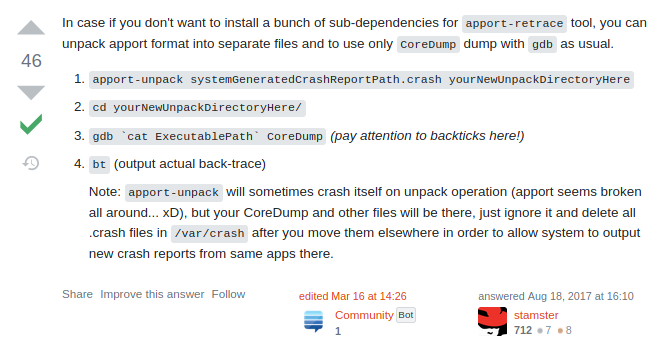 In case if you don't want to install a bunch of sub-dependencies for apport-retrace tool, you can
unpack apport format into separate files and to use only CoreDump dump with gdb as usual.
46
1. apport-unpack systemGeneratedCrashReportPath.crash yourNewUnpackDirectoryHere
2. cd yourNewUnpackDirectoryHere/
3. gdb `cat ExecutablePath` CoreDump (pay attention to backticks here!)
4. bt (output actual back-trace)
Note: apport-unpack will sometimes crash itself on unpack operation (apport seems broken
all around... xD), but your CoreDump and other files will be there, just ignore it and delete all
.crash files in /var/crash after you move them elsewhere in order to allow system to output
new crash reports from same apps there.
Share Improve this answer Follow
edited Mar 16 at 14:26
Community Bot
1
answered Aug 18, 2017 at 16:10
stamster
712 7 8